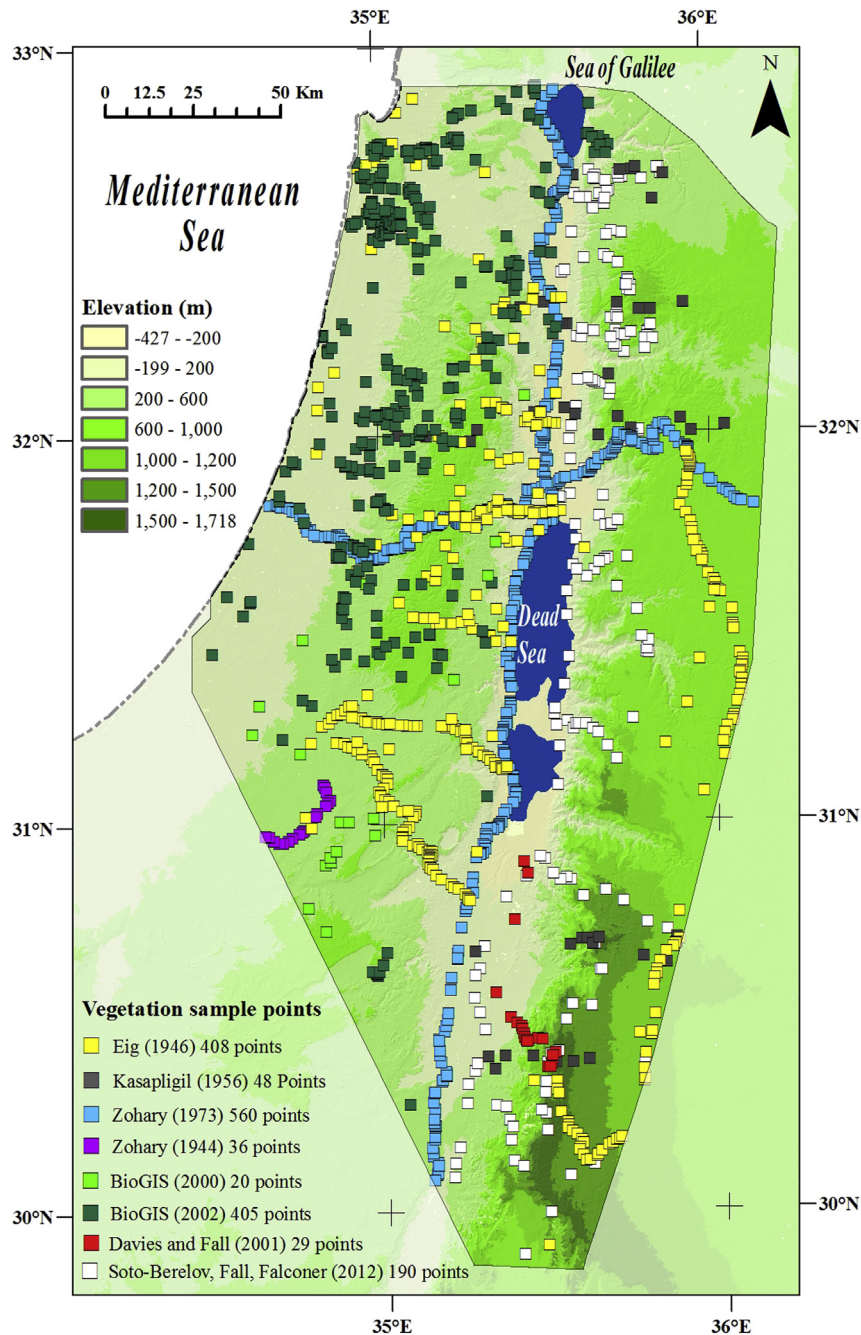 35°E
36°E
33°N
0 12.5 25 50 Km
Sea of Galilee
N
Mediterranean
Sea
Elevation (m)
-427 - -200
-199 - 200
200 - 600
600 - 1,000
1,000 - 1,200
1,200 - 1,500
1,500 - 1,718
32°N
32°N
Dead
Sea
31°N
31°N
Vegetation sample points
Eig (1946) 408 points
Kasapligil (1956) 48 Points
Zohary (1973) 560 points
Zohary (1944) 36 points
BioGIS (2000) 20 points
BioGIS (2002) 405 points
Davies and Fall (2001) 29 points
Soto-Berelov, Fall, Falconer (2012) 190 points
30°N
30°N
35°E
36°E